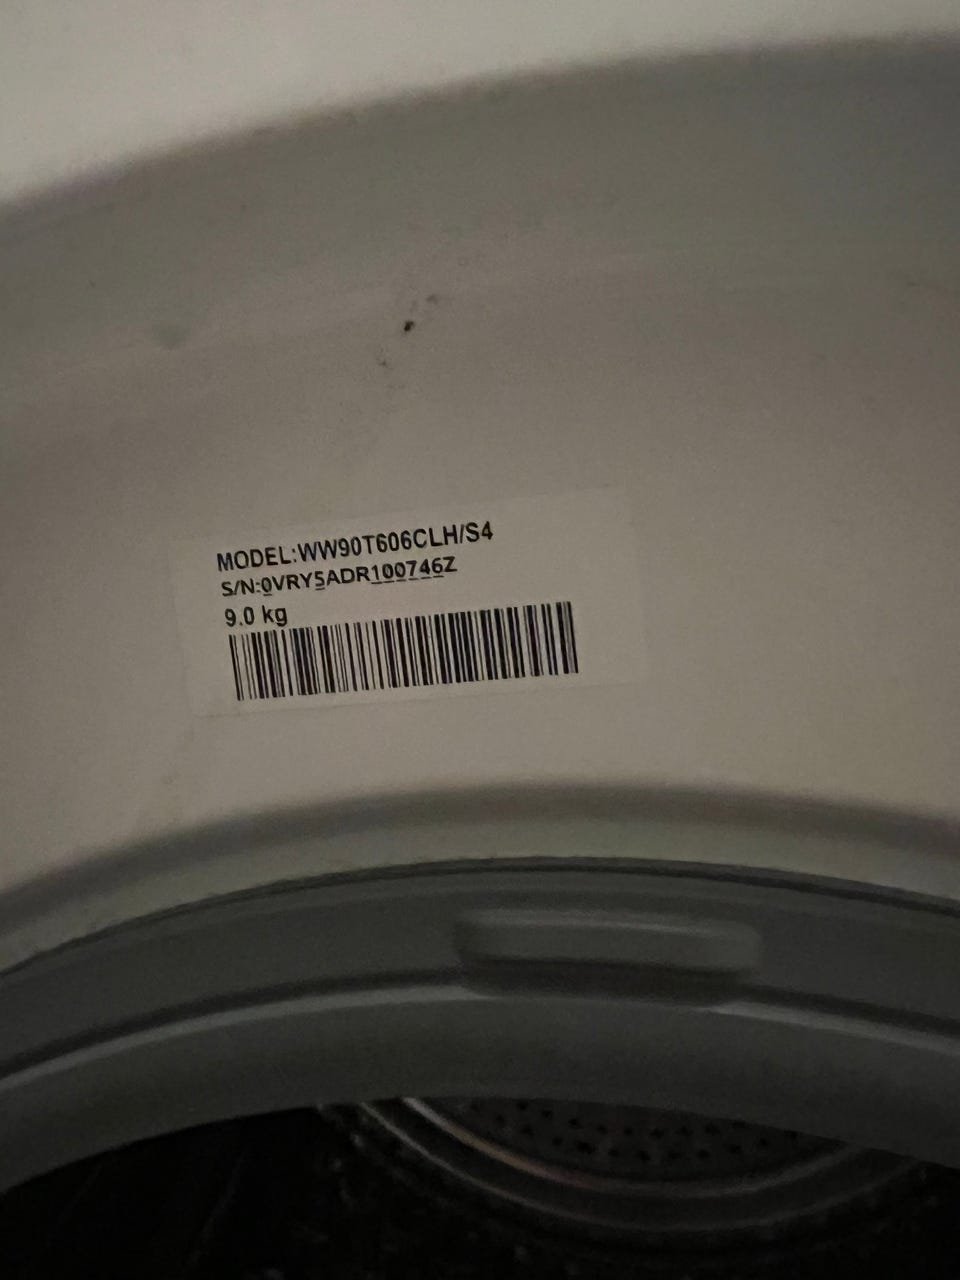 MODEL:WW90T606CLH/S4
S/N:0VRY5ADR100746Z
9.0 kg